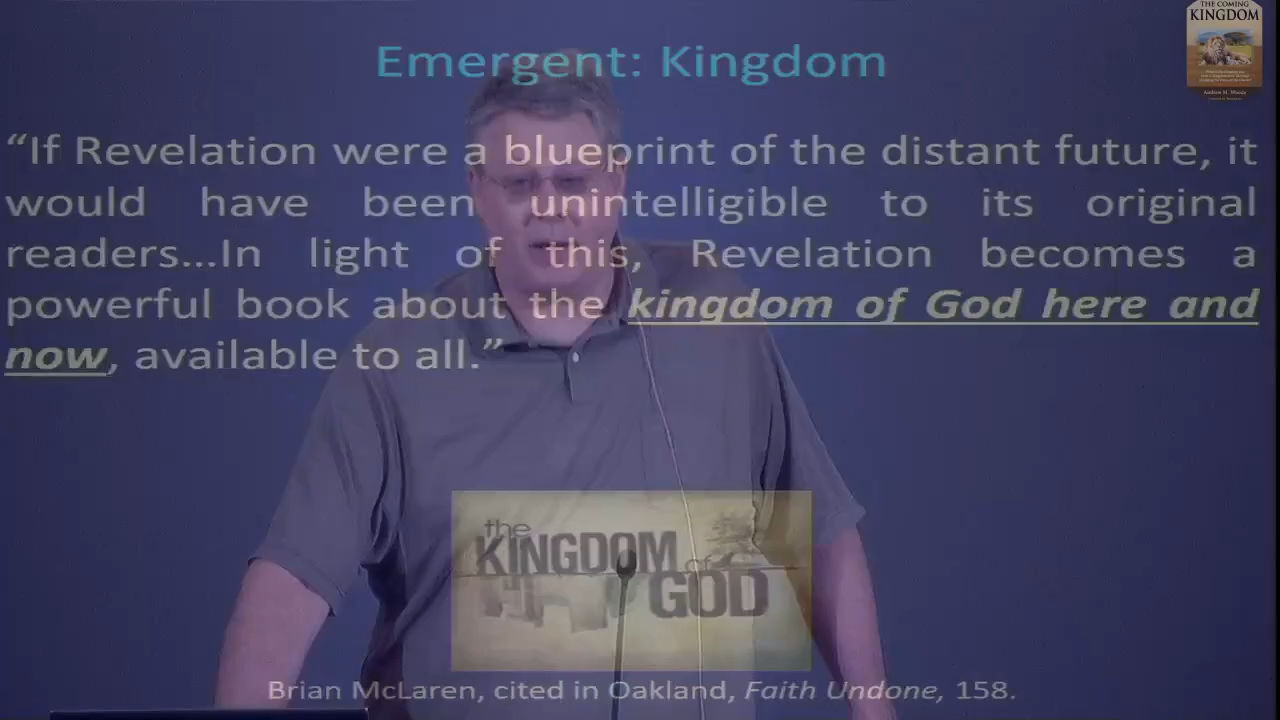 THE COMING
KINGDOM
Emergent: Kingdom
“If Revelation were a blueprint of the distant future, it
would have been unintelligible to its original
readers...In light of this, Revelation becomes a
powerful book about the kingdom of God here and
now, available to all.”
the
KINGDOM of
GOD
Brian McLaren, cited in Oakland, Faith Undone, 158.